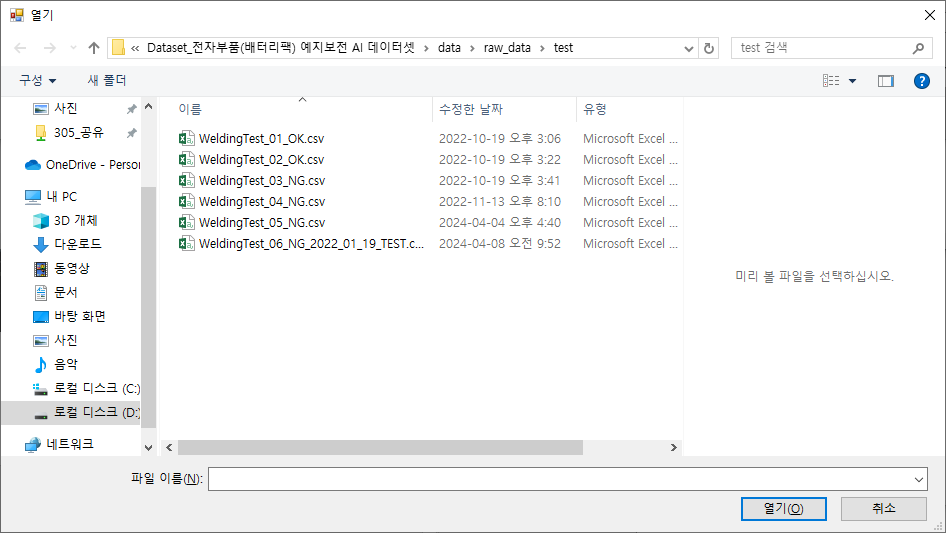 열기
« Dataset_전자부품(배터리팩) 예지보전 AI 데이터셋 › data › raw_data › test
test 검색
구성
새 폴더
사진
305_공유
OneDrive - Person
내 PC
3D 개체
다운로드
동영상
문서
바탕 화면
사진
음악
로컬 디스크 (C:)
로컬 디스크 (D:)
네트워크
이름 수정한 날짜 유형
WeldingTest_01_OK.csv 2022-10-19 오후 3:06 Microsoft Excel ...
WeldingTest_02_OK.csv 2022-10-19 오후 3:22 Microsoft Excel ...
WeldingTest_03_NG.csv 2022-10-19 오후 3:41 Microsoft Excel ...
WeldingTest_04_NG.csv 2022-11-13 오후 8:10 Microsoft Excel ...
WeldingTest_05_NG.csv 2024-04-04 오후 4:40 Microsoft Excel ...
WeldingTest_06_NG_2022_01_19_TEST.c... 2024-04-08 오전 9:52 Microsoft Excel ...
미리 볼 파일을 선택하십시오.
파일 이름(N):
열기(O)
취소